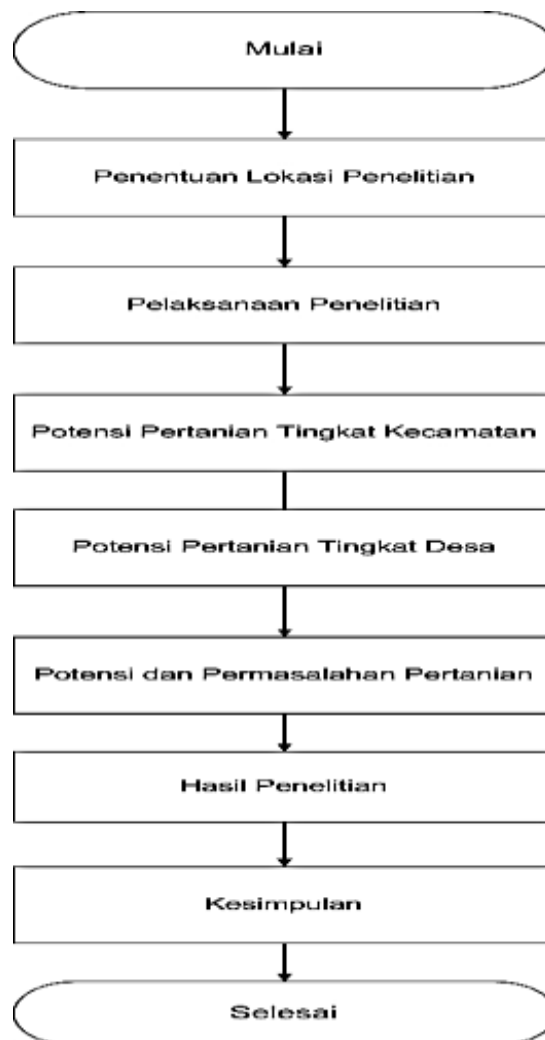 Mulai
Penentuan Lokasi Penelitian
Pelaksanaan Penelitian
Potensi Pertanian Tingkat Kecamatan
Potensi Pertanian Tingkat Desa
Potensi dan Permasalahan Pertanian
Hasil Penelitian
Kesimpulan
Selesai